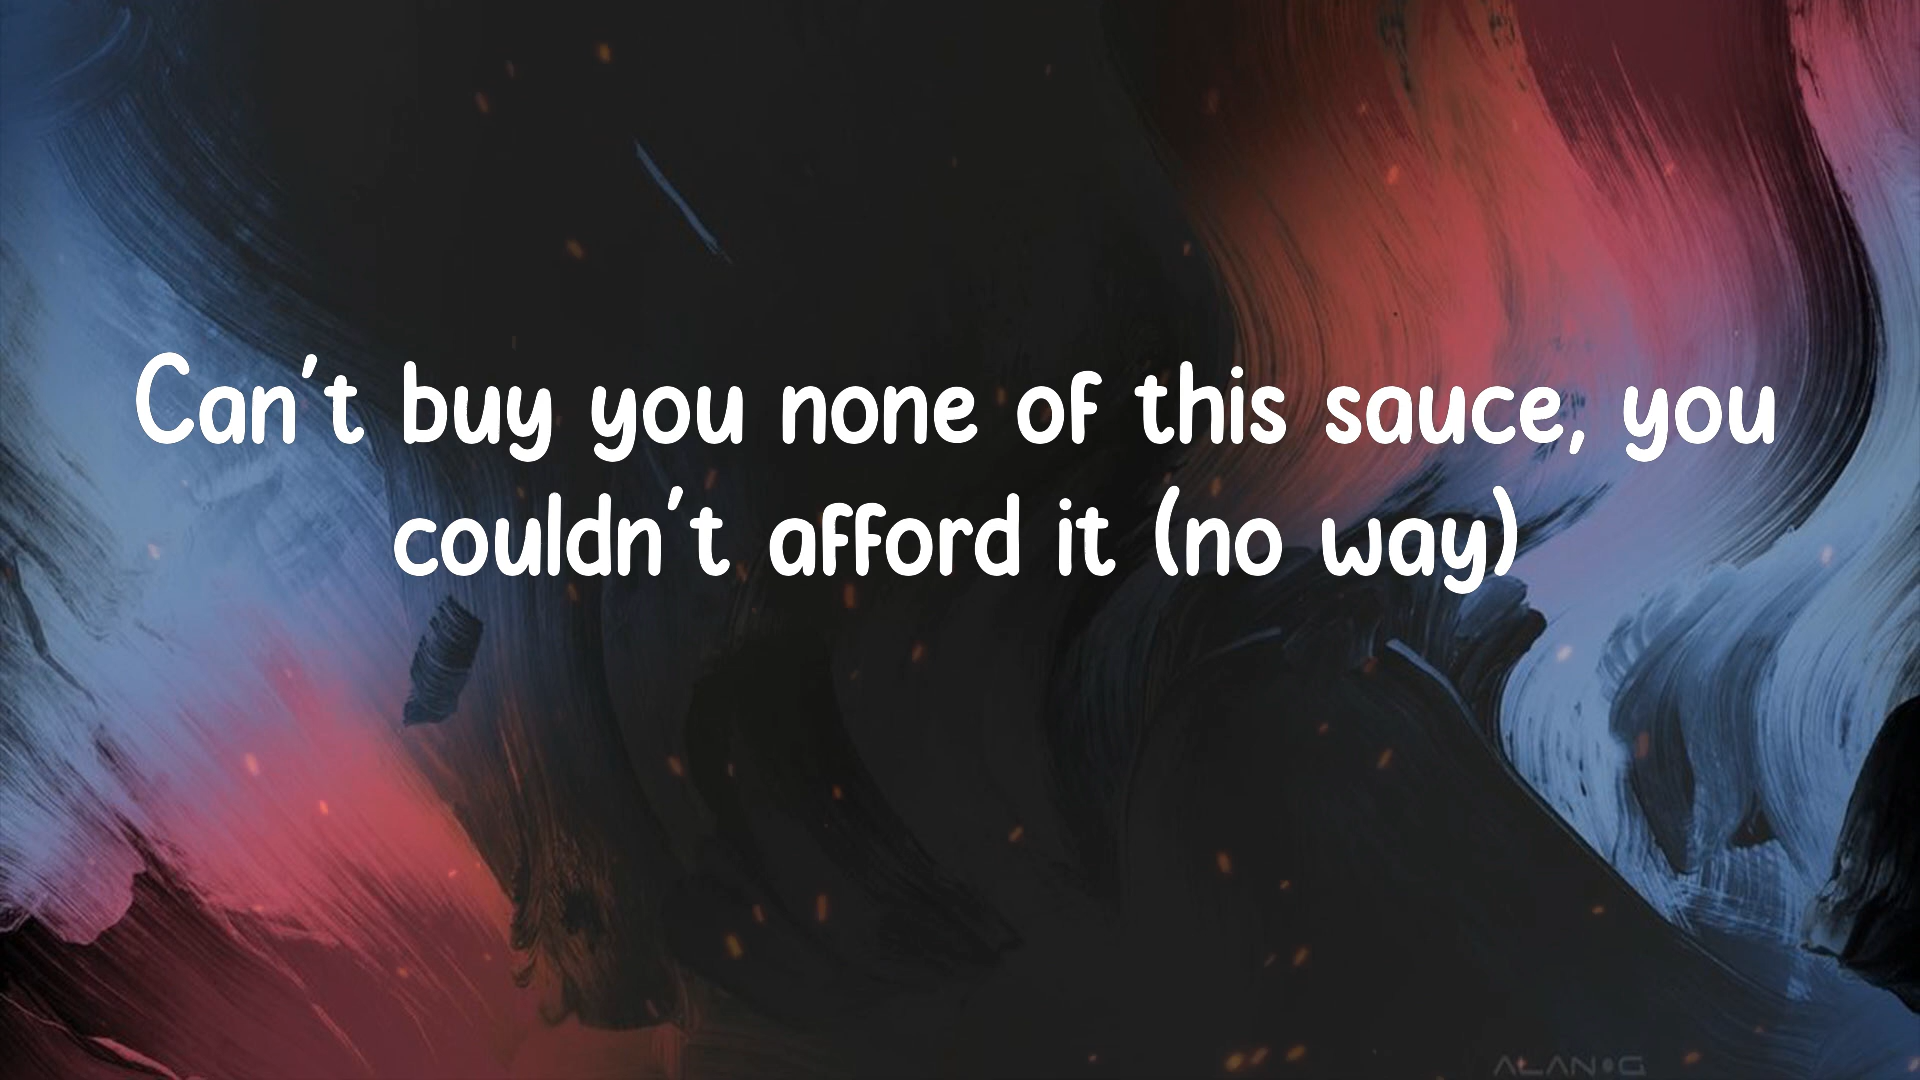 Can't buy you none of this sauce, you
couldn't afford it (no way)
ALAN G